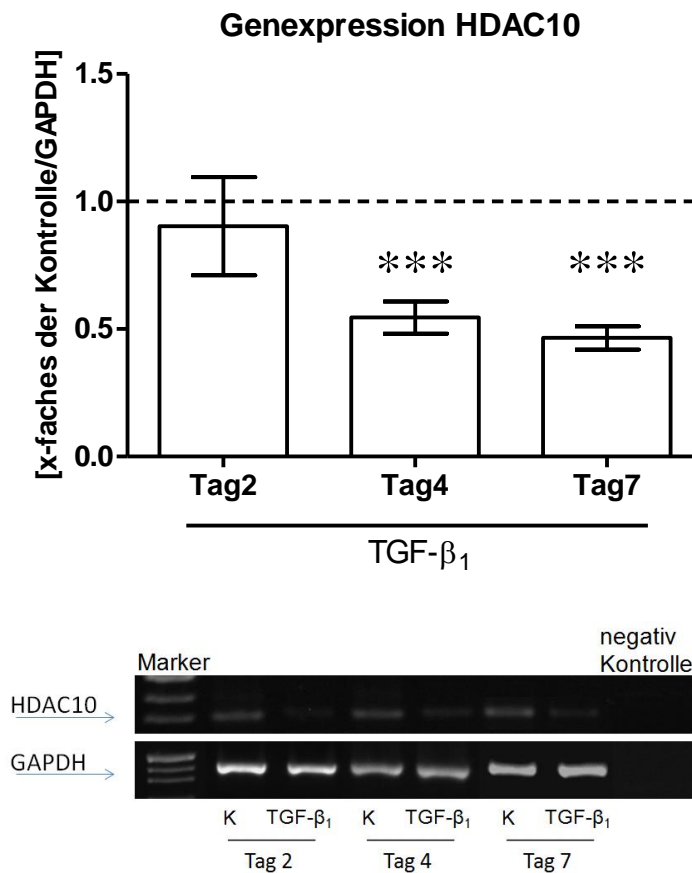 Genexpression HDAC10
[x-faches der Kontrolle/GAPDH]
1.5
1.0
0.5
0.0
*** ***
Tag2 Tag4 Tag7
TGF-β₁
negativ
Marker Kontrolle
HDAC10
GAPDH
K TGF-β₁ K TGF-β₁ K TGF-β₁
Tag 2 Tag 4 Tag 7